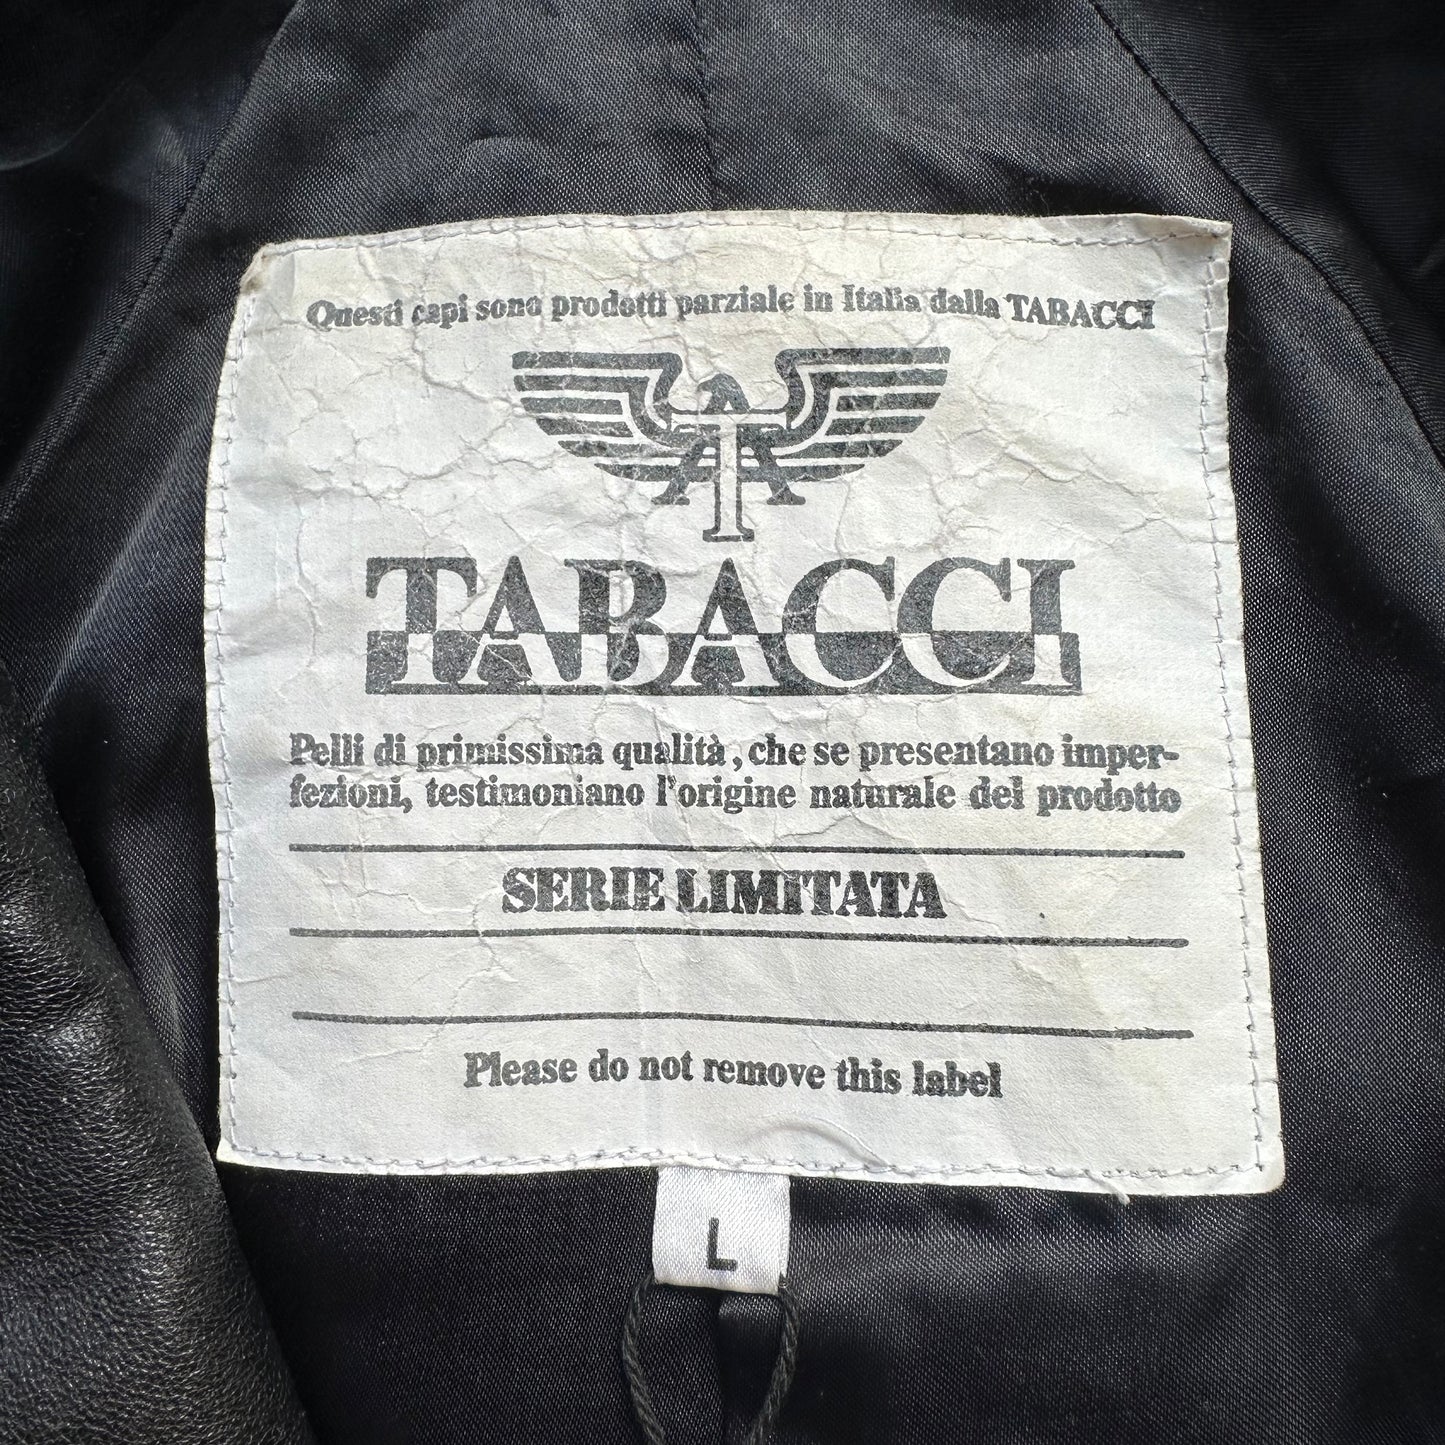 Questi capi sono prodotti parziale in Italia dalla TABACCI
TABACCI
Pelli di primissima qualità, che se presentano imper-
fezioni, testimoniano l'origine naturale del prodotto
SERIE LIMITATA
Please do not remove this label
L